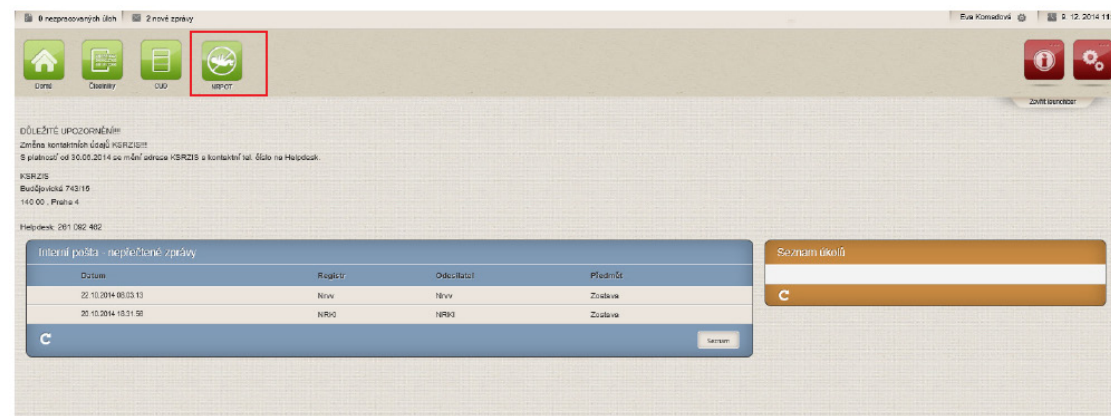 0 nezpracovaných úloh 2 nové zprávy
Eva Komadová 9. 12. 2014 11:
Domů Číselníky CUD NRPOT
Zavřít launchbar
DŮLEŽITÉ UPOZORNĚNÍ!!!
Změna kontaktních údajů KSRZIS!!!
S platností od 30.06.2014 se mění adresa KSRZIS a kontaktní tel. číslo na Helpdesk.
KSRZIS
Budějovická 743/15
140 00 , Praha 4
Helpdesk: 261 092 462
Interní pošta - nepřečtené zprávy
Datum Registr Odesílatel Předmět
22.10.2014 08:03:13 Nrvv Nrvv Zostava
20.10.2014 18:31:58 NRKI NRKI Zostava
Seznam
Seznam úkolů